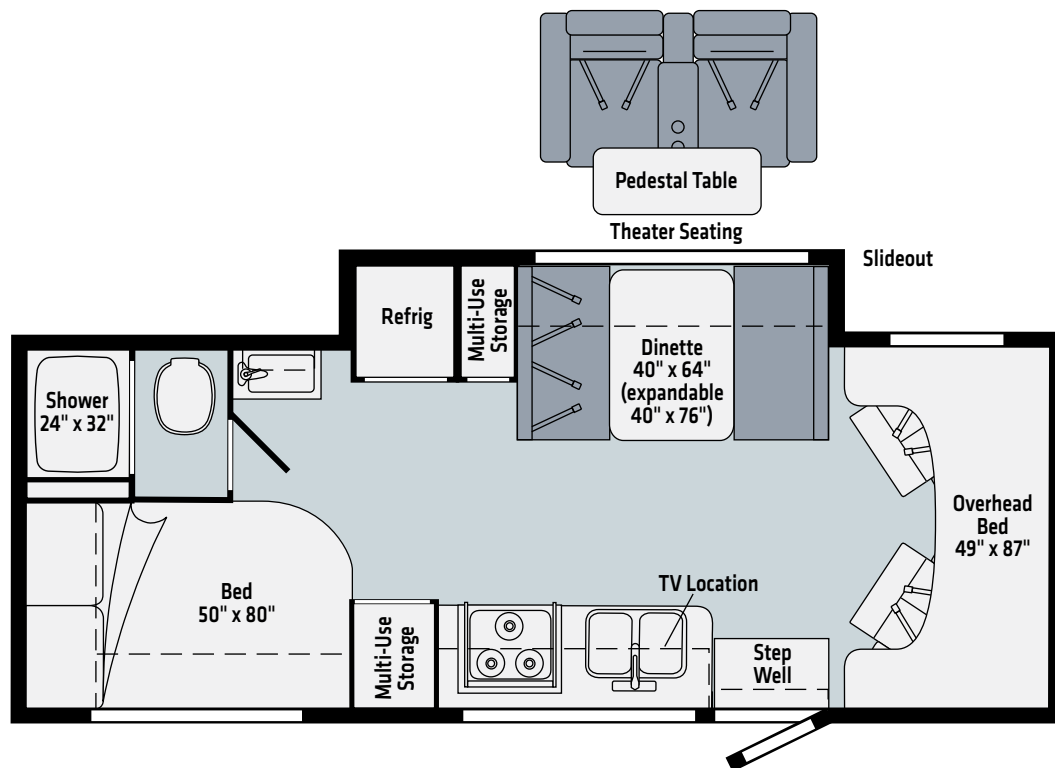 Pedestal Table
Theater Seating
Slideout
Refrig
Multi-Use
Storage
Dinette
40" x 64"
(expandable
40" x 76")
Shower
24" x 32"
Overhead
Bed
49" x 87"
Bed
50" x 80"
TV Location
Multi-Use
Storage
Step
Well